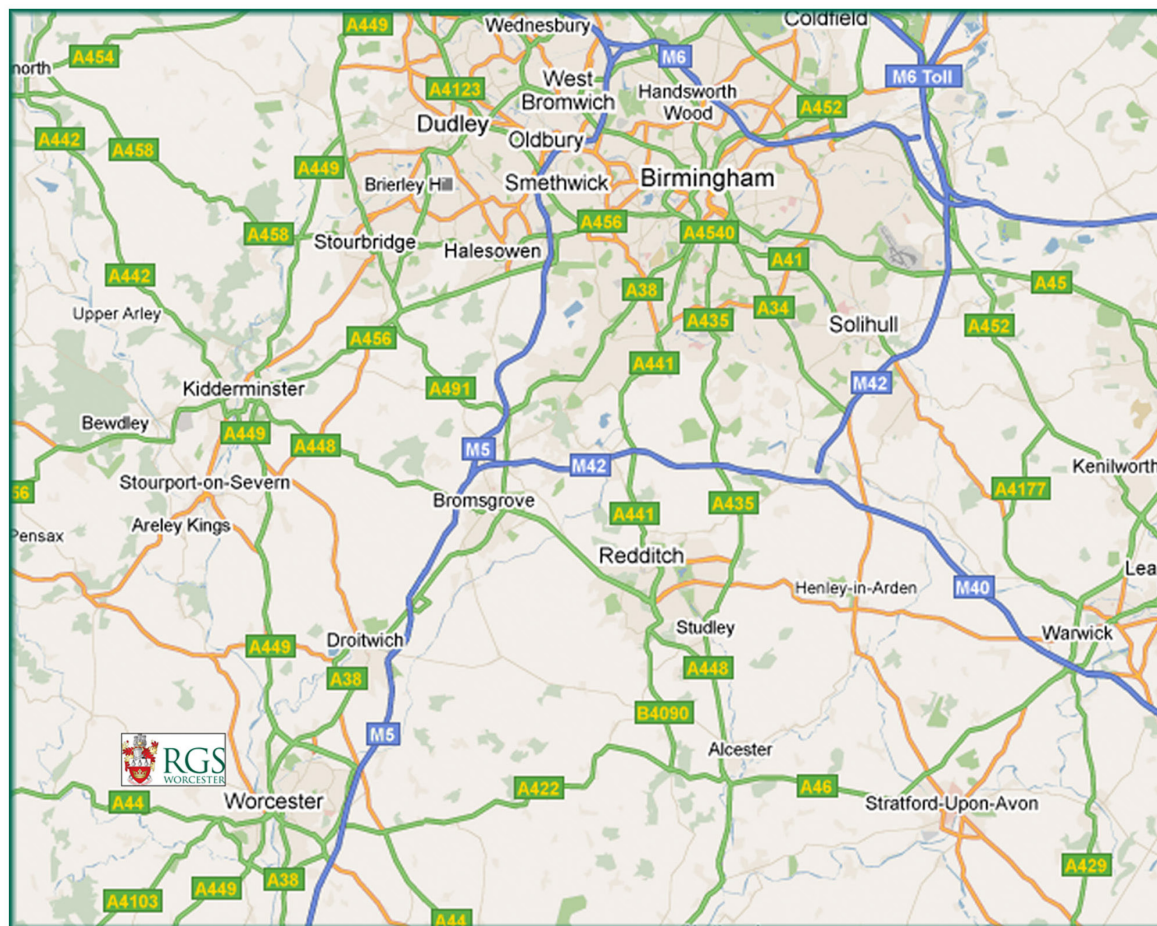 A449
Wednesbury
Coldfield
A454
M6
north
West
Bromwich
M6 Toll
A4123
Handsworth
Wood
A452
Dudley
Oldbury
A442
A458
A449
Brierley Hill
Smethwick
Birmingham
A456
A458
Stourbridge
Halesowen
A4540
A41
A442
A38
A45
Upper Arley
A34
A435
Solihull
A452
A456
A441
Kidderminster
A491
M42
Bewdley
A449
A448
M5
M42
Kenilworth
Stourport-on-Severn
56
A4177
Bromsgrove
A435
A441
Areley Kings
Pensax
Redditch
Lea
Henley-in-Arden
M40
Studley
Warwick
Droitwich
A449
A448
A38
B4090
M5
Alcester
RGS
WORCESTER
A422
A46
A44
Worcester
Stratford-Upon-Avon
A429
A38
A449
A4103
A44